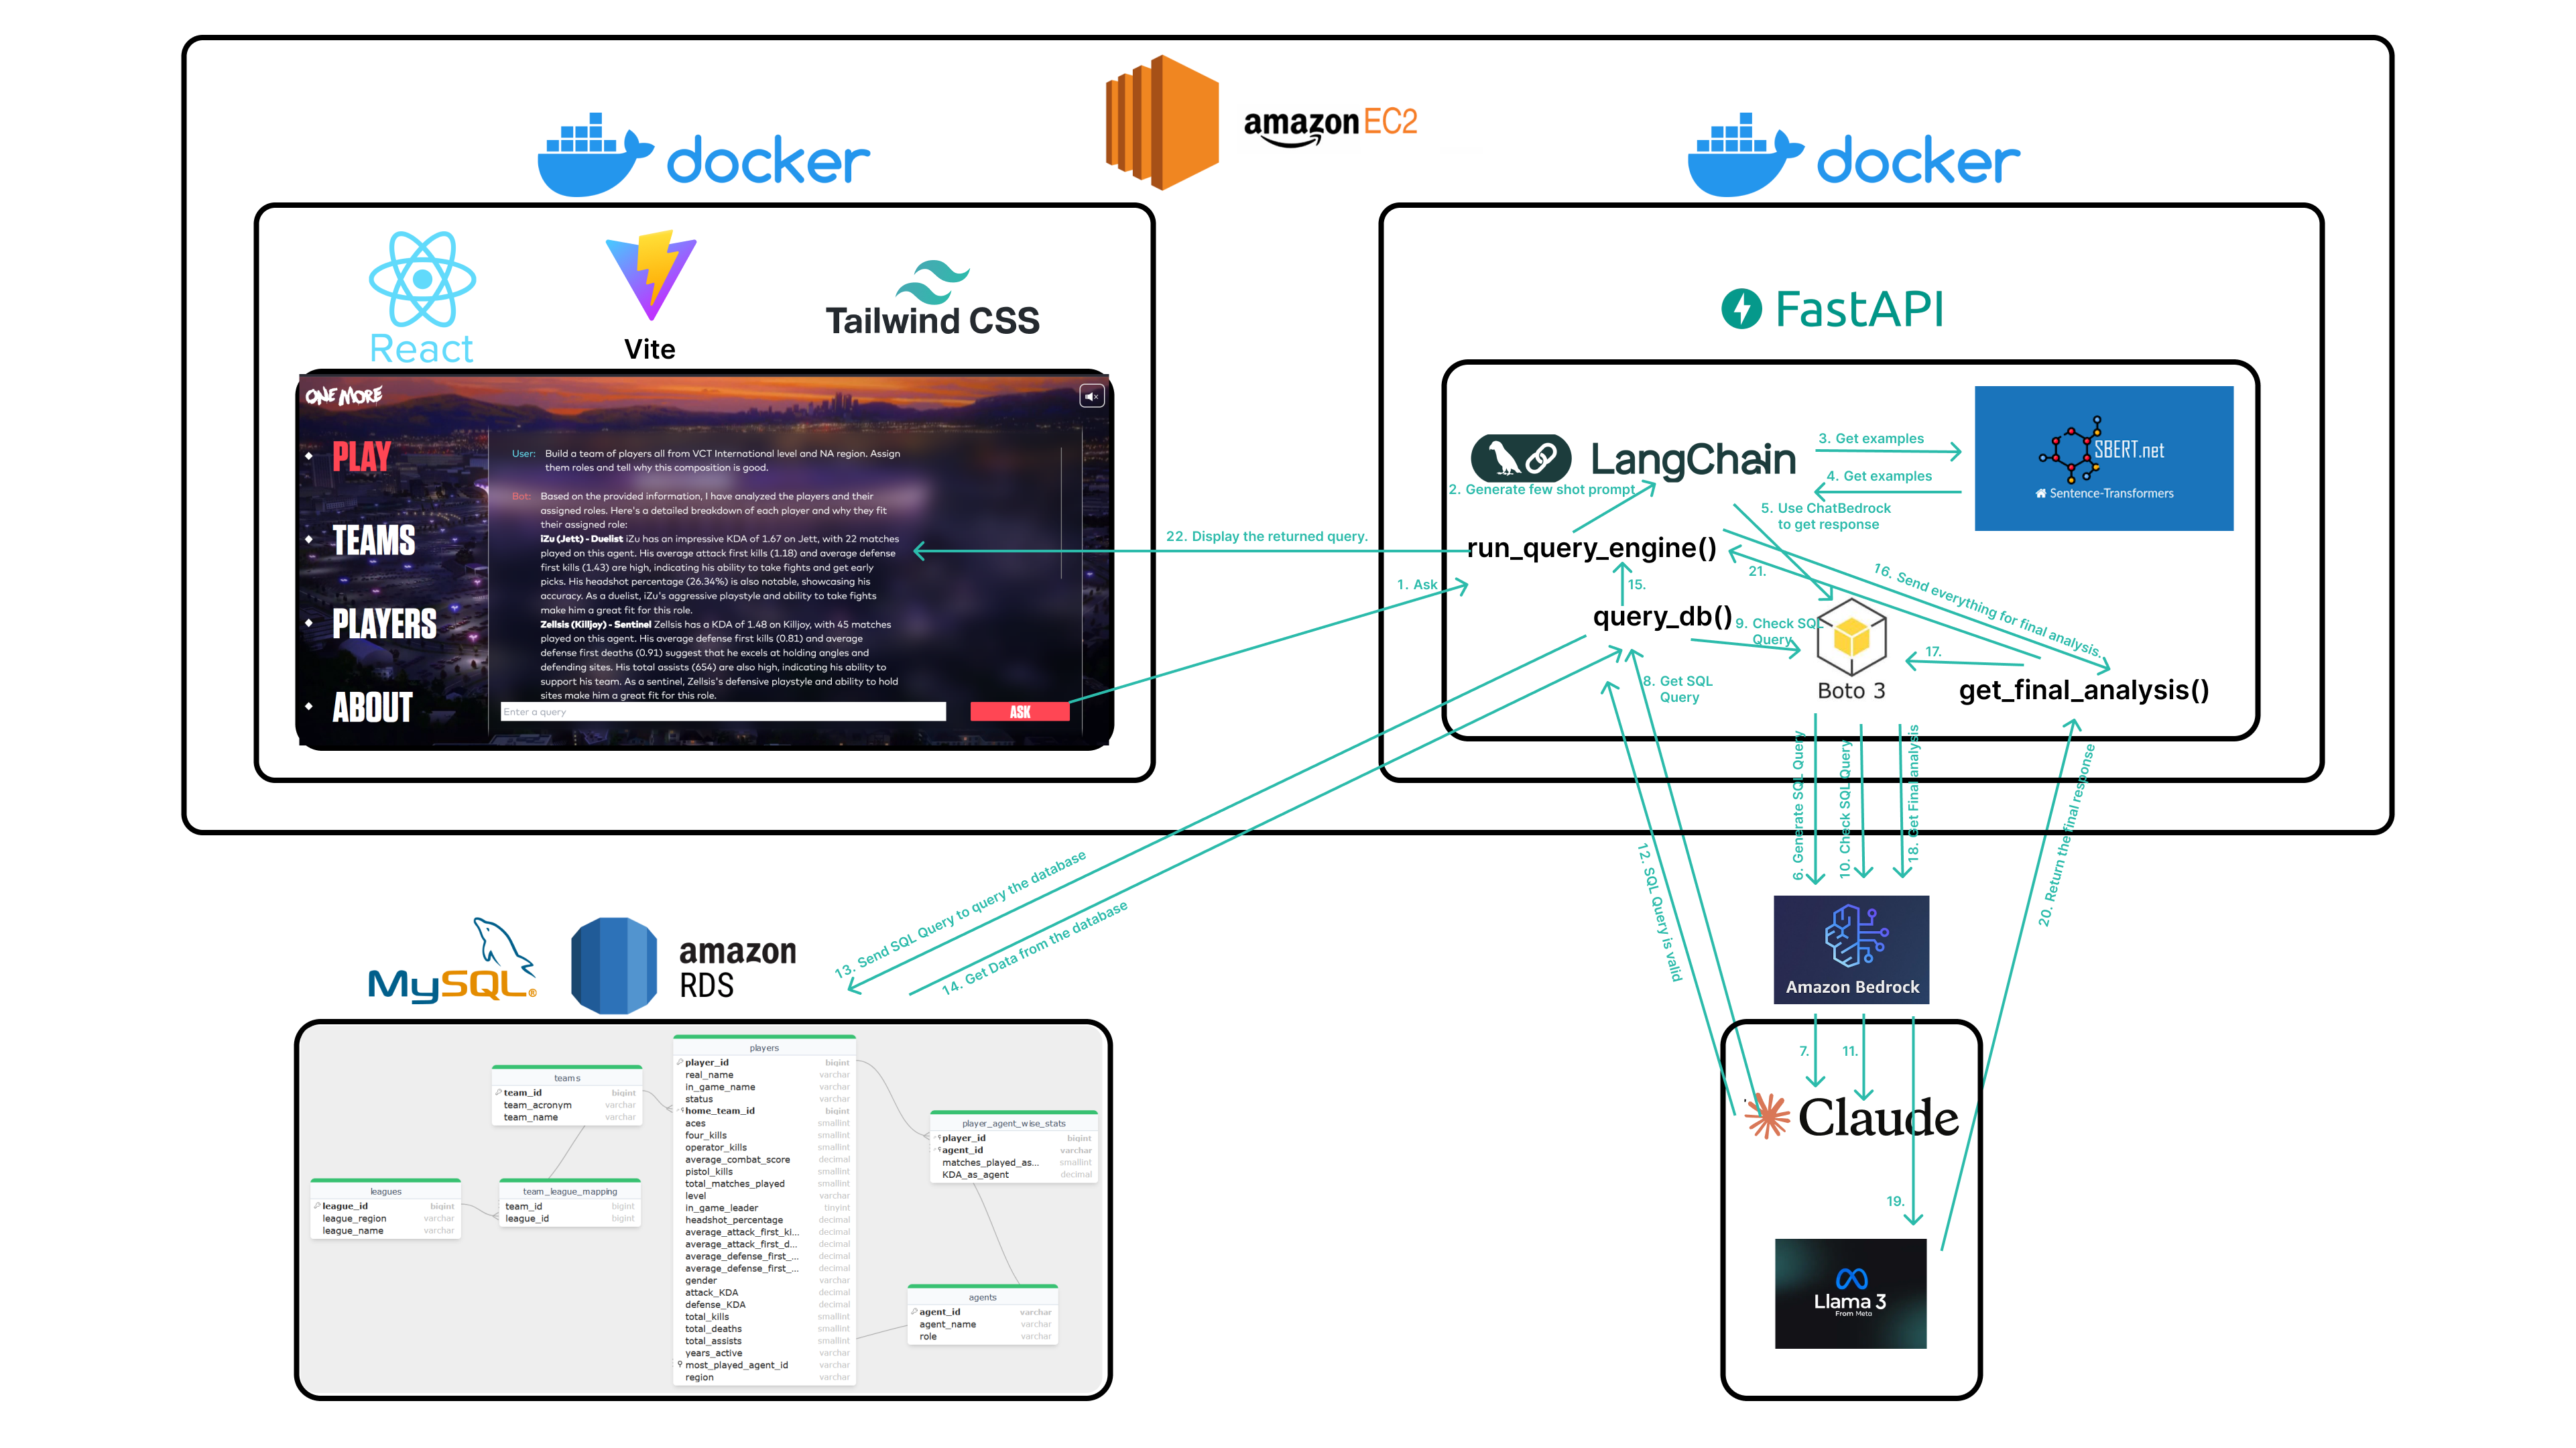 amazon EC2
docker
docker
React
Vite
Tailwind CSS
FastAPI
ONE MORE
PLAY
TEAMS
PLAYERS
ABOUT
User: Build a team of players all from VCT International level and NA region. Assign
them roles and tell why this composition is good.
Bot: Based on the provided information, I have analyzed the players and their
assigned roles. Here's a detailed breakdown of each player and why they fit
their assigned role:
iZu (Jett) - Duelist iZu has an impressive KDA of 1.67 on Jett, with 22 matches
played on this agent. His average attack first kills (1.18) and average defense
first kills (1.43) are high, indicating his ability to take fights and get early
picks. His headshot percentage (26.34%) is also notable, showcasing his
accuracy. As a duelist, iZu's aggressive playstyle and ability to take fights
make him a great fit for this role.
Zellsis (Killjoy) - Sentinel Zellsis has a KDA of 1.48 on Killjoy, with 45 matches
played on this agent. His average defense first kills (0.81) and average
defense first deaths (0.91) suggest that he excels at holding angles and
defending sites. His total assists (654) are also high, indicating his ability to
support his team. As a sentinel, Zellsis's defensive playstyle and ability to hold
sites make him a great fit for this role.
Enter a query
ASK
LangChain
SBERT.net
Sentence-Transformers
1. Ask
2. Generate few shot prompt
3. Get examples
4. Get examples
5. Use ChatBedrock
to get response
22. Display the returned query.
run_query_engine()
15.
21.
16. Send everything for final analysis.
query_db()
9. Check SQL
Query
17.
8. Get SQL
Query
Boto 3
get_final_analysis()
6. Generate SQL Query
10. Check SQL Query
18. Get Final analysis
20. Return the final response
12. SQL Query is valid
13. Send SQL Query to query the database
14. Get Data from the database
MySQL®
amazon
RDS
Amazon Bedrock
7.
11.
Claude
19.
Llama 3
From Meta
teams
team_id bigint
team_acronym varchar
team_name varchar
leagues
league_id bigint
league_region varchar
league_name varchar
team_league_mapping
team_id bigint
league_id bigint
players
player_id bigint
real_name varchar
in_game_name varchar
status varchar
home_team_id bigint
aces smallint
four_kills smallint
operator_kills smallint
average_combat_score decimal
pistol_kills smallint
total_matches_played smallint
level varchar
in_game_leader tinyint
headshot_percentage decimal
average_attack_first_ki... decimal
average_attack_first_d... decimal
average_defense_first_... decimal
average_defense_first_... decimal
gender varchar
attack_KDA decimal
defense_KDA decimal
total_kills smallint
total_deaths smallint
total_assists smallint
years_active varchar
most_played_agent_id varchar
region varchar
player_agent_wise_stats
player_id bigint
agent_id varchar
matches_played_as... smallint
KDA_as_agent decimal
agents
agent_id varchar
agent_name varchar
role varchar